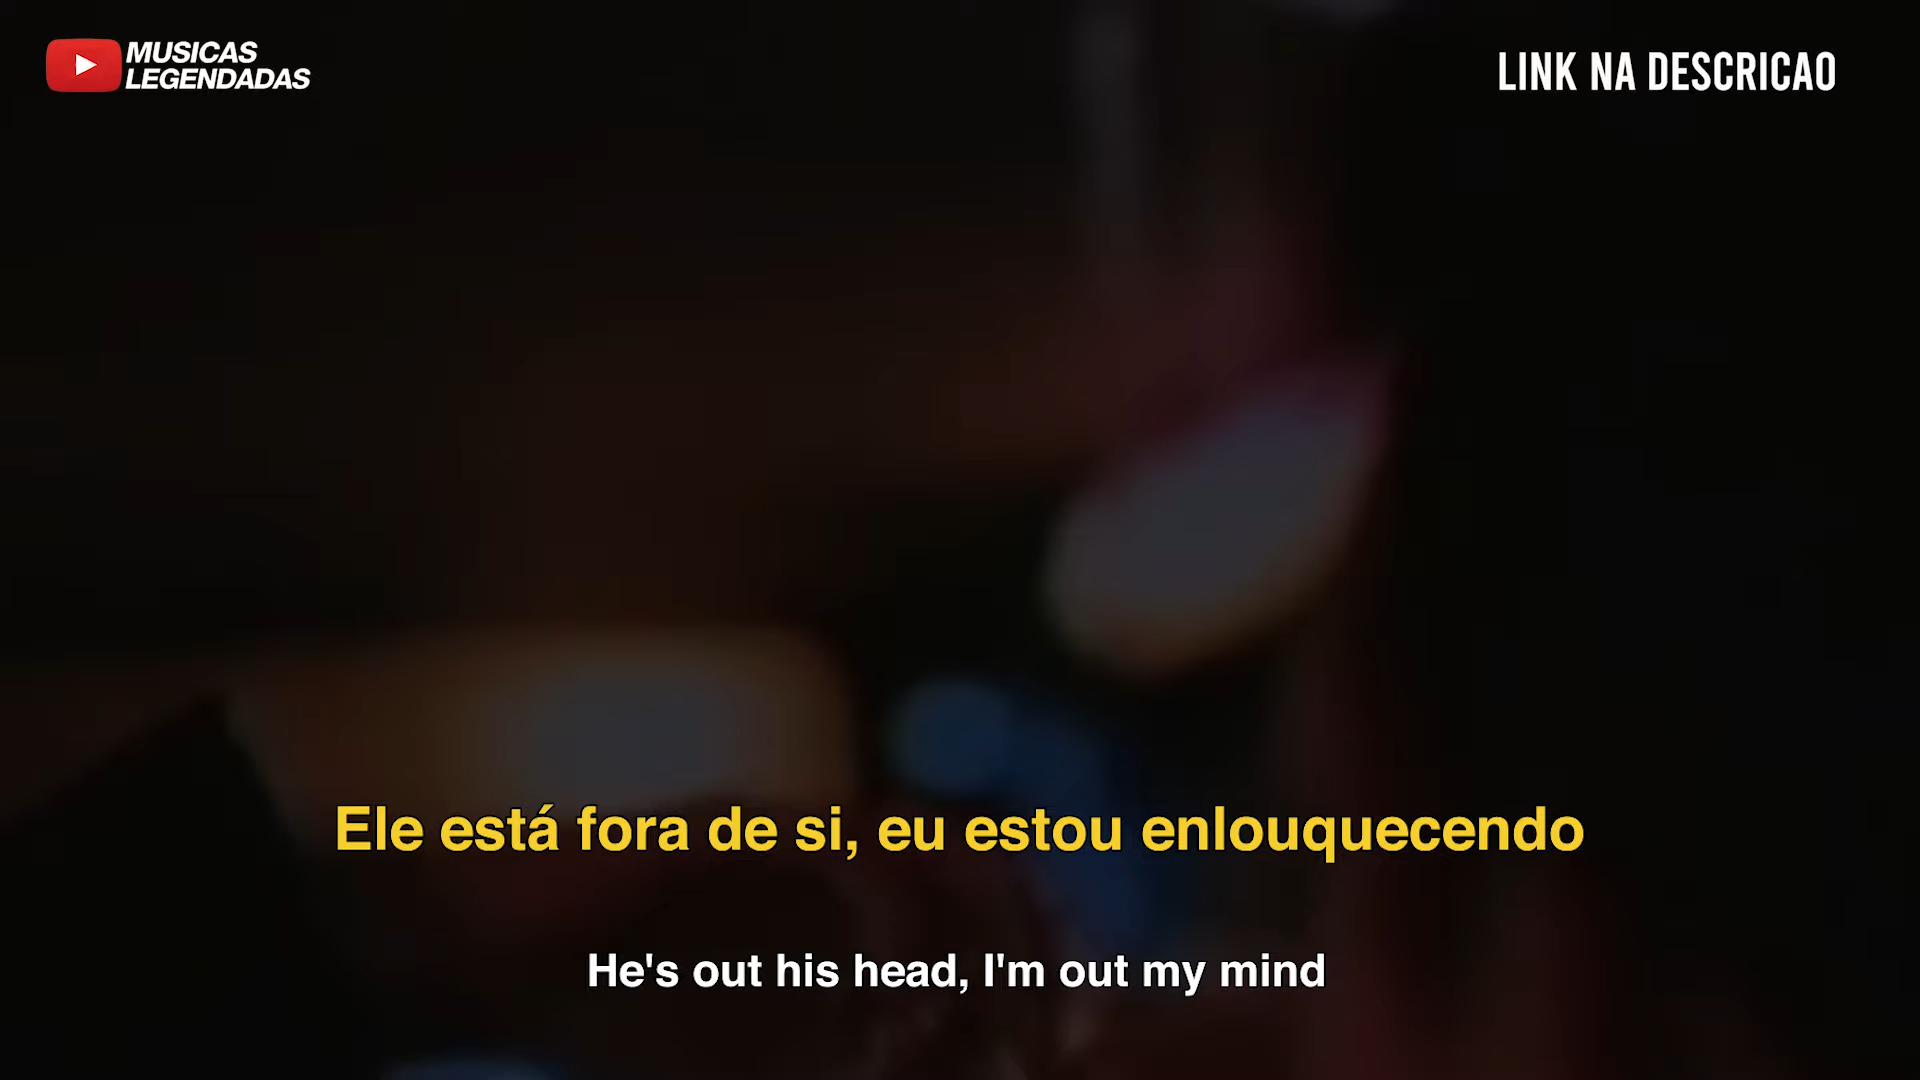 MUSICAS
LEGENDADAS
LINK NA DESCRICAO
Ele está fora de si, eu estou enlouquecendo
He's out his head, I'm out my mind